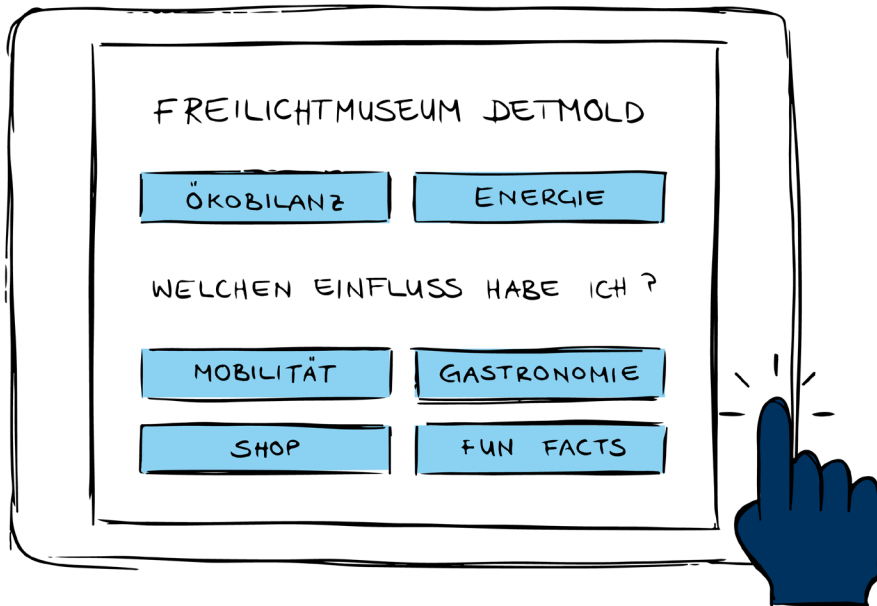 FREILICHTMUSEUM DETMOLD
ÖKOBILANZ ENERGIE
WELCHEN EINFLUSS HABE ICH?
MOBILITÄT GASTRONOMIE
SHOP FUN FACTS